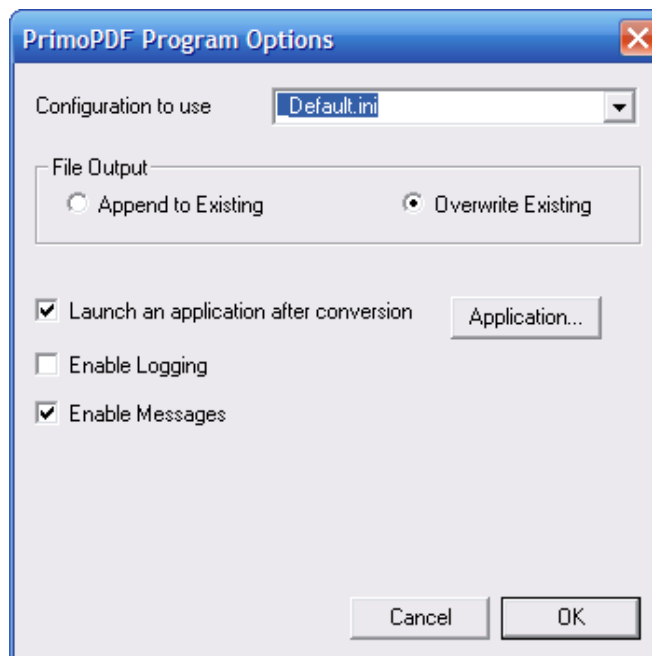 PrimoPDF Program Options
Configuration to use
_Default.ini
File Output
Append to Existing
Overwrite Existing
Launch an application after conversion
Application...
Enable Logging
Enable Messages
Cancel
OK